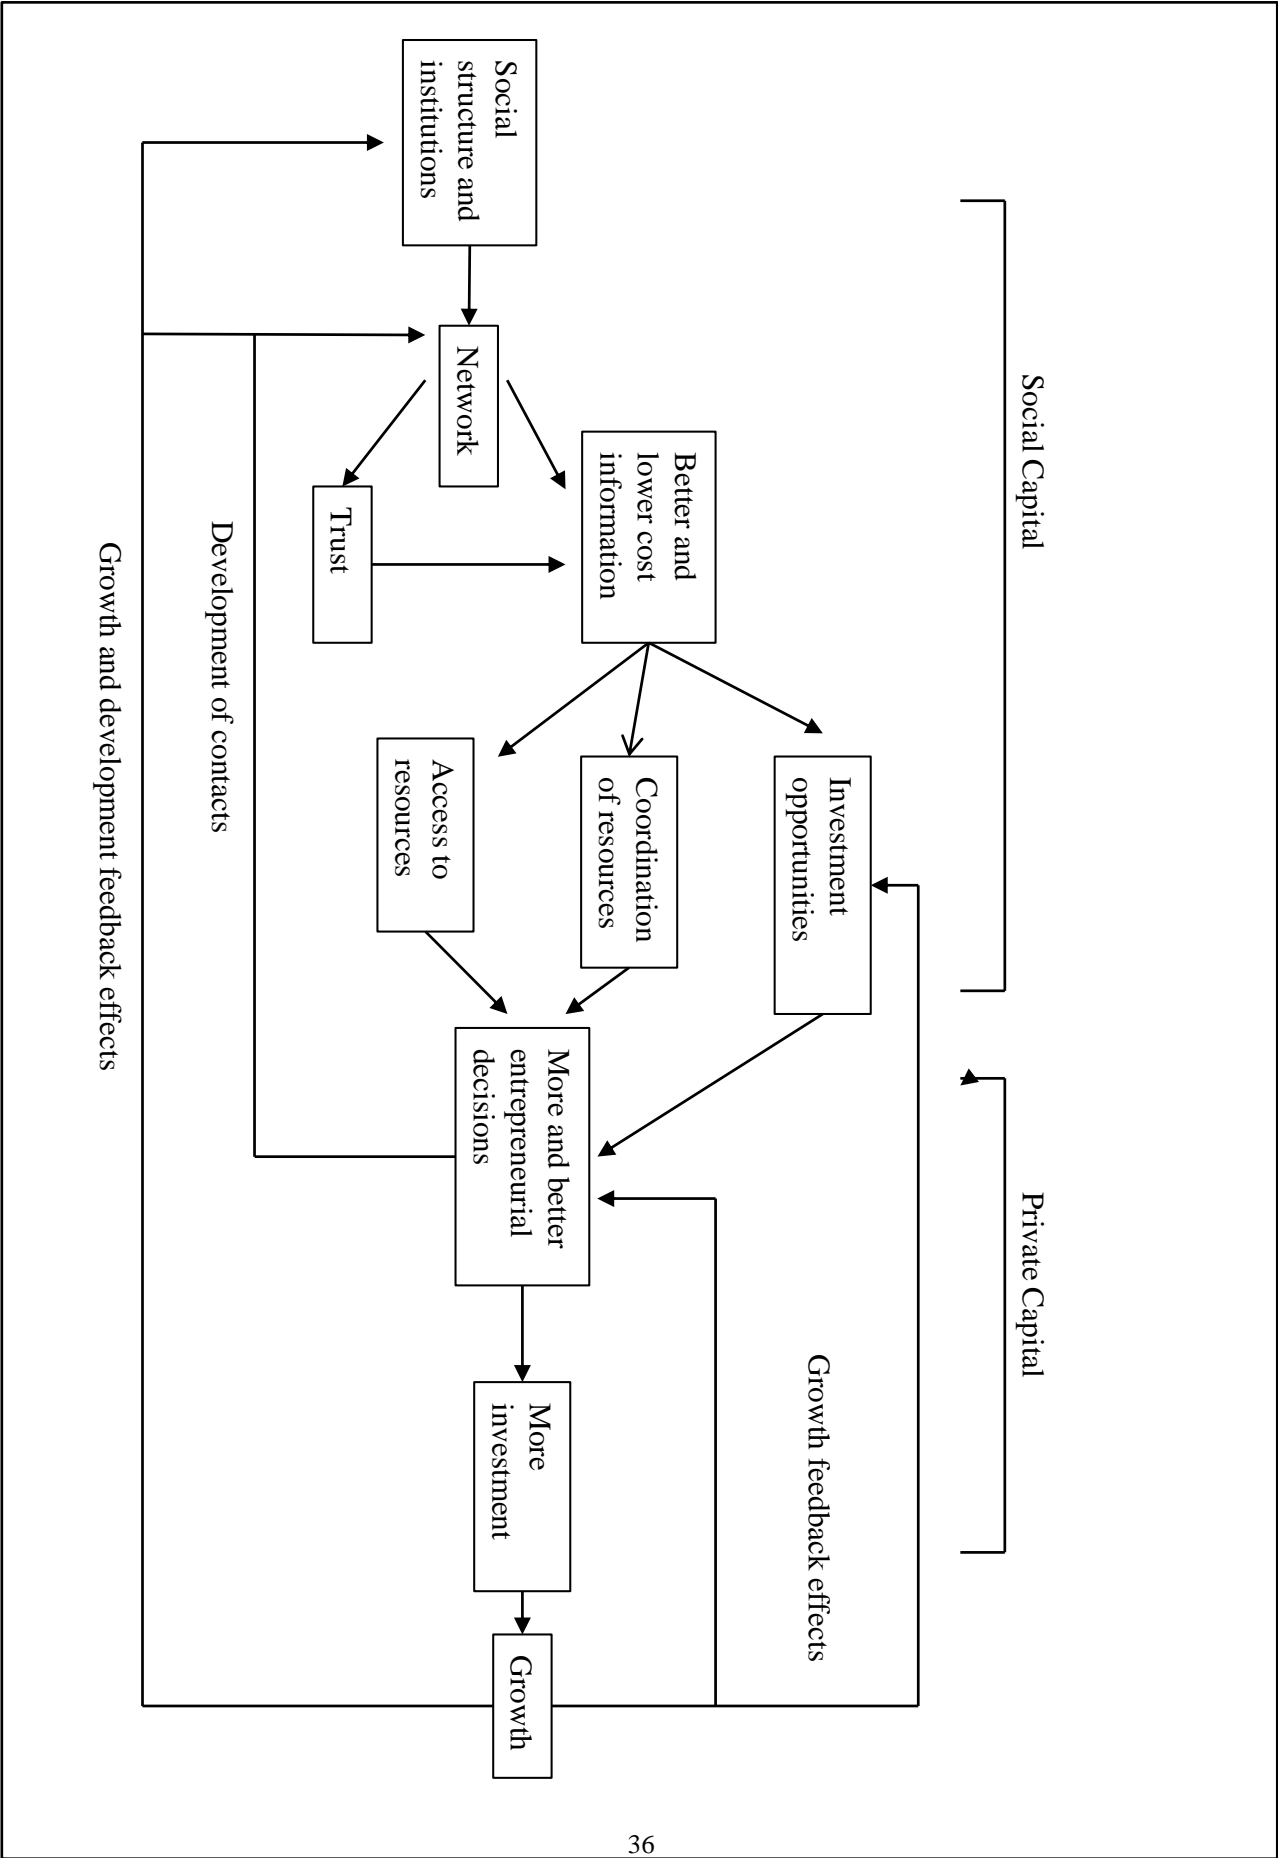 Social Capital
Private Capital
Investment
opportunities
Growth feedback effects
Better and
lower cost
information
Coordination
of resources
Social
structure and
institutions
Network
More and better
entrepreneurial
decisions
More
investment
Growth
Access to
resources
Trust
Development of contacts
Growth and development feedback effects
36